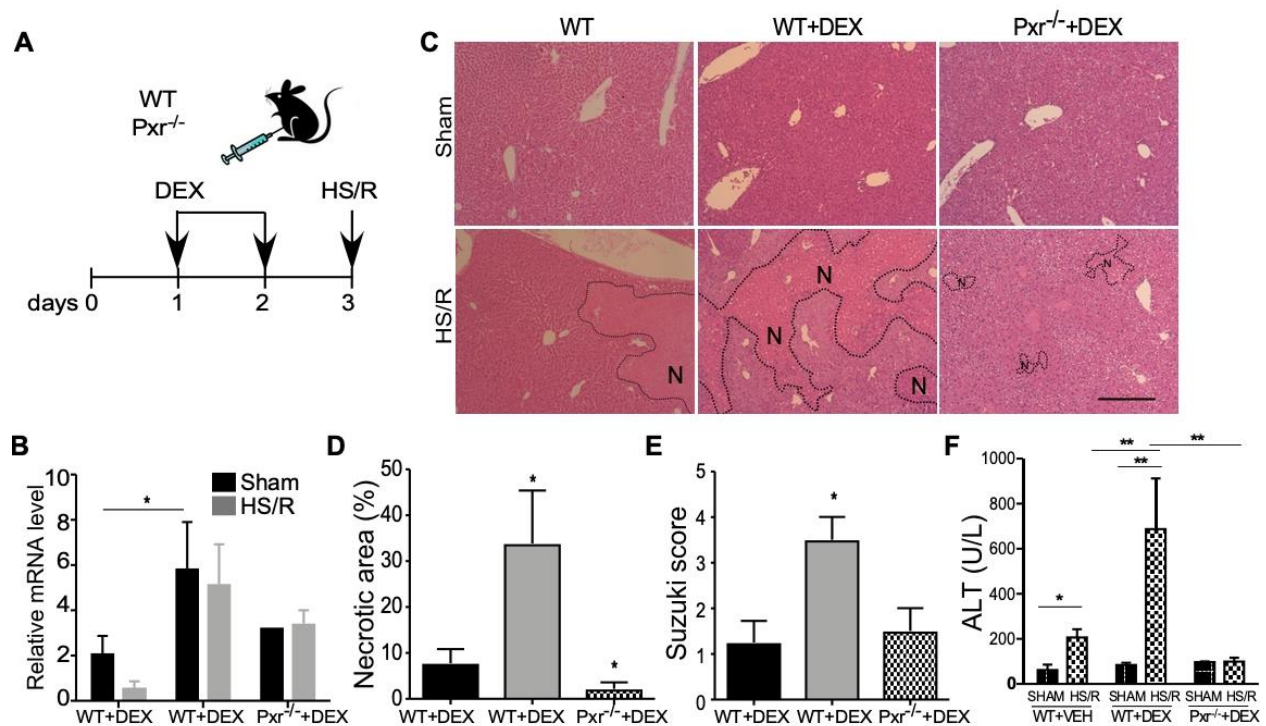 A
WT
Pxr-/-
DEX
HS/R
days 0 1 2 3
C
WT
WT+DEX
Pxr-/-+DEX
Sham
HS/R
N
N
N
N
N
N
N
B
Relative mRNA level
10
8
6
4
2
0
*
Sham
HS/R
WT+DEX WT+DEX Pxr-/-+DEX
D
Necrotic area (%)
50
40
30
20
10
0
*
*
WT+DEX WT+DEX Pxr-/-+DEX
E
Suzuki score
5
4
3
2
1
0
*
WT+DEX WT+DEX Pxr-/-+DEX
F
ALT (U/L)
1000
800
600
400
200
0
** **
**
*
SHAM HS/R SHAM HS/R SHAM HS/R
WT+VEH WT+DEX Pxr-/-+DEX